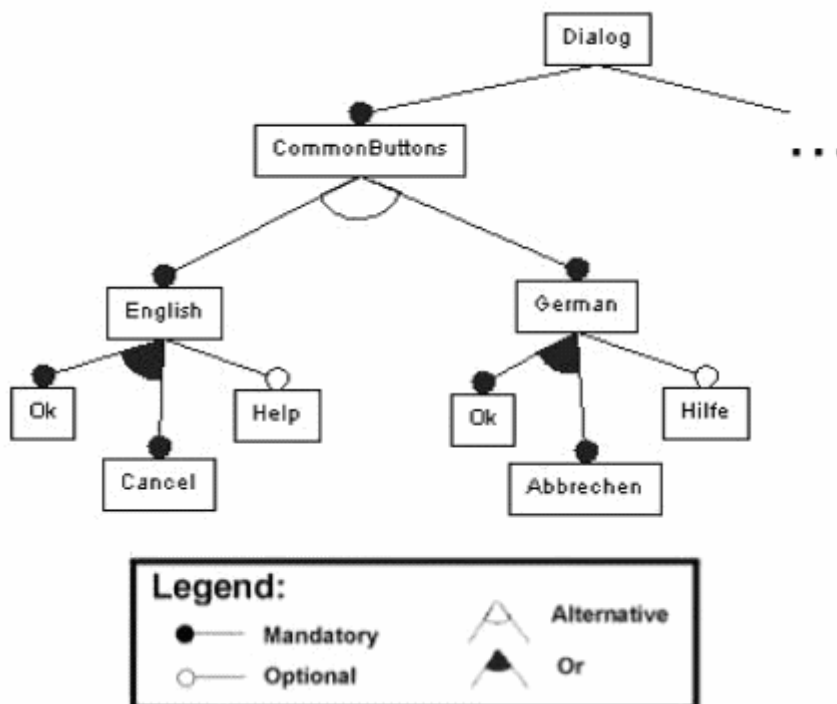 Dialog
CommonButtons
...
English
German
Ok
Help
Ok
Hilfe
Cancel
Abbrechen
Legend:
Mandatory
Alternative
Optional
Or